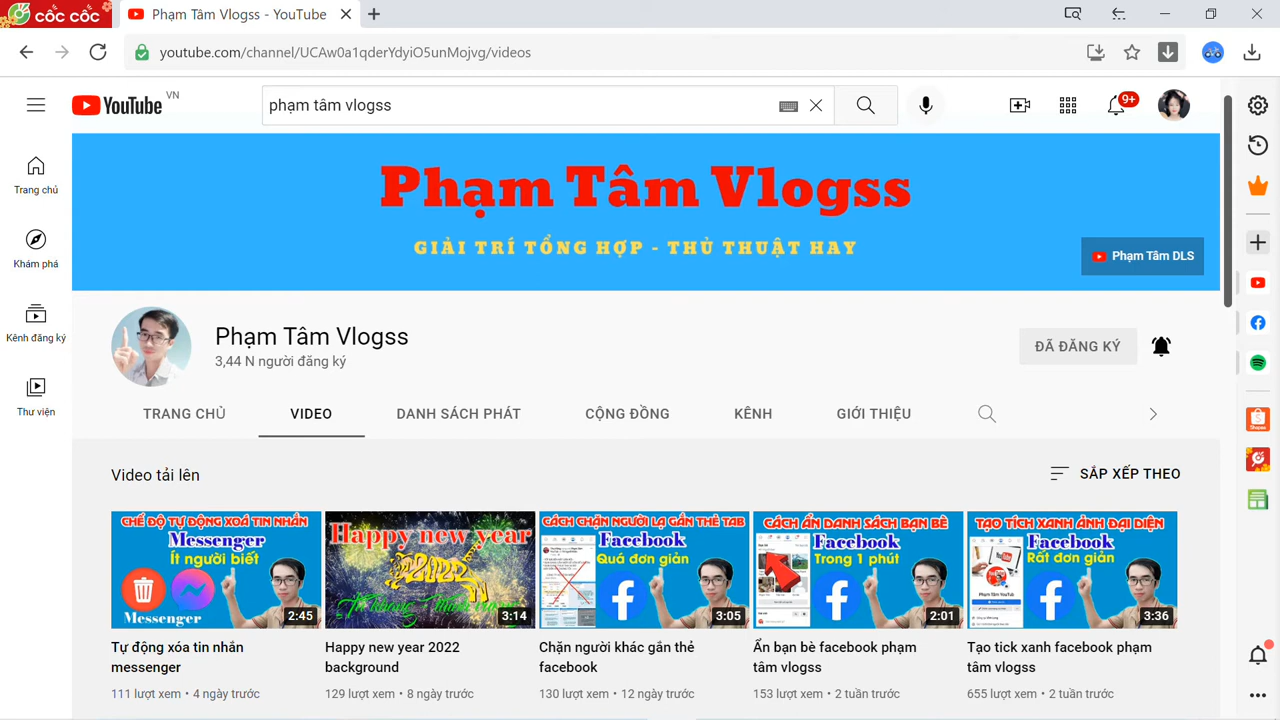 cốc cốc
Phạm Tâm Vlogss - YouTube
youtube.com/channel/UCAw0a1qderYdyiO5unMojvg/videos
YouTube VN
phạm tâm vlogss
9+
Trang chủ
Khám phá
Kênh đăng ký
Thư viện
Phạm Tâm Vlogss
GIẢI TRÍ TỔNG HỢP - THỦ THUẬT HAY
Phạm Tâm DLS
Phạm Tâm Vlogss
3,44 N người đăng ký
ĐÃ ĐĂNG KÝ
TRANG CHỦ VIDEO DANH SÁCH PHÁT CỘNG ĐỒNG KÊNH GIỚI THIỆU
Video tải lên
SẮP XẾP THEO
CHẾ ĐỘ TỰ ĐỘNG XOÁ TIN NHẮN
Messenger
Ít người biết
Messenger
2:45
Tự động xóa tin nhắn
messenger
111 lượt xem • 4 ngày trước
Happy new year
2022
3:14
Happy new year 2022
background
129 lượt xem • 8 ngày trước
CÁCH CHẶN NGƯỜI LẠ GẮN THẺ TAB
Facebook
Quá đơn giản
3:05
Chặn người khác gắn thẻ
facebook
130 lượt xem • 12 ngày trước
CÁCH ẨN DANH SÁCH BẠN BÈ
Facebook
Trong 1 phút
2:01
Ẩn bạn bè facebook phạm
tâm vlogss
153 lượt xem • 2 tuần trước
TẠO TÍCH XANH ẢNH ĐẠI DIỆN
Facebook
Rất đơn giản
Phạm Tâm YouTuk
3:36
Tạo tick xanh facebook phạm
tâm vlogss
655 lượt xem • 2 tuần trước